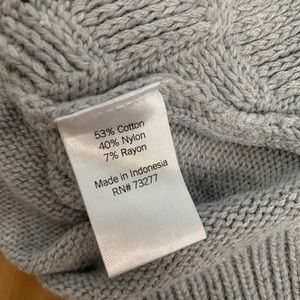 53% Cotton
40% Nylon
7% Rayon
Made in Indonesia
RN# 73277